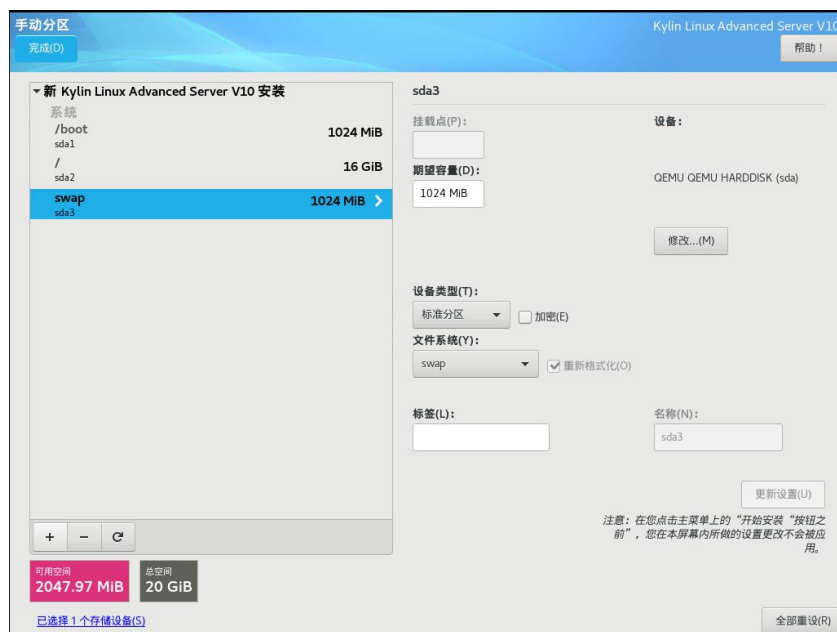 手动分区
完成(D)
Kylin Linux Advanced Server V10
帮助！
新 Kylin Linux Advanced Server V10 安装
系统
/boot
1024 MiB
sda1
/
16 GiB
sda2
swap
1024 MiB
sda3
sda3
挂载点(P)：
设备：
期望容量(D)：
1024 MiB
QEMU QEMU HARDDISK (sda)
修改...(M)
设备类型(T)：
标准分区
加密(E)
文件系统(Y)：
swap
重新格式化(O)
标签(L)：
名称(N)：
sda3
更新设置(U)
注意：在您点击主菜单上的“开始安装“按钮之
前”，您在本屏幕内所做的设置更改不会被应
用。
可用空间
2047.97 MiB
总空间
20 GiB
已选择 1 个存储设备(S)
全部重设(R)